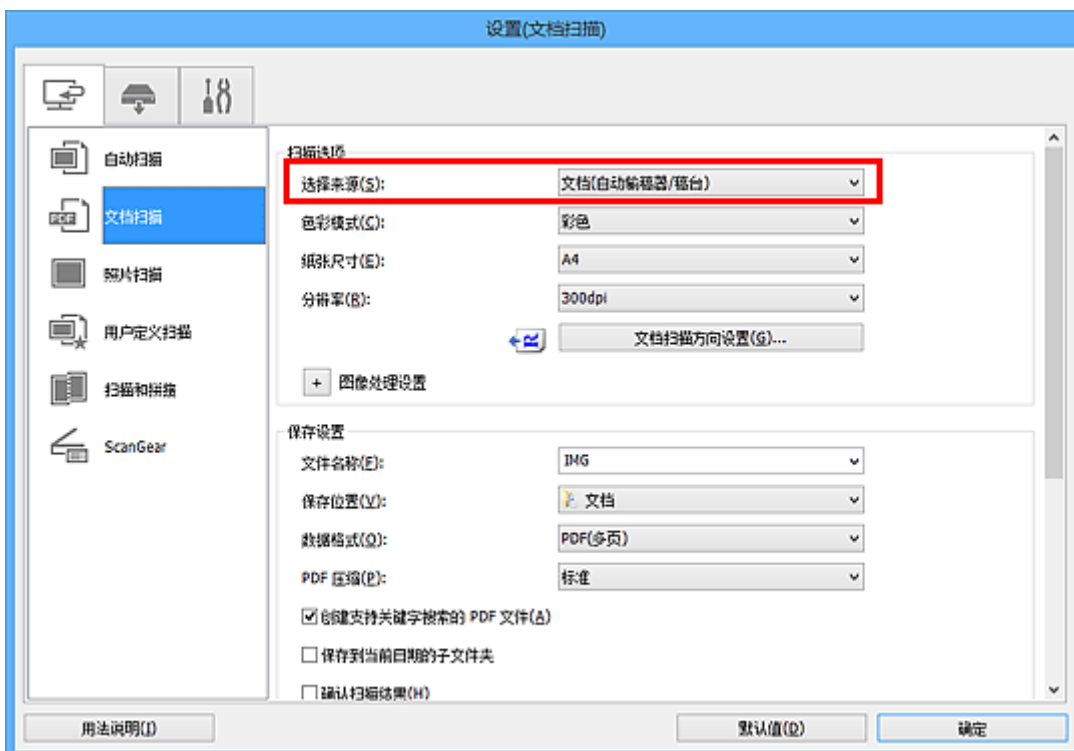 设置(文档扫描)
自动扫描
PDF
文档扫描
照片扫描
用户定义扫描
扫描和拼接
ScanGear
扫描选项
选择来源(S): 文档(自动输稿器/稿台)
色彩模式(C): 彩色
纸张尺寸(E): A4
分辨率(R): 300dpi
文档扫描方向设置(G)...
+ 图像处理设置
保存设置
文件名称(F): IMG
保存位置(V): 文档
数据格式(O): PDF(多页)
PDF 压缩(P): 标准
创建支持关键字搜索的 PDF 文件(A)
保存到当前日期的子文件夹
确认扫描结果(H)
用法说明(I)
默认值(D)
确定